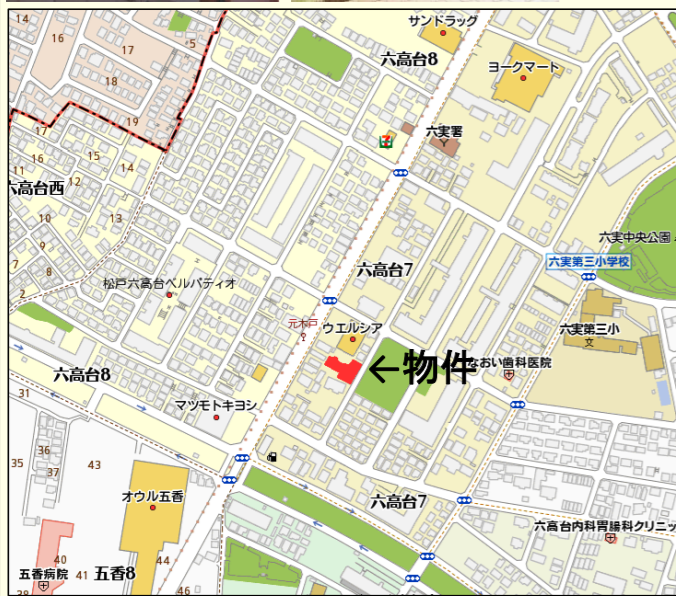 サンドラッグ
14
5
16
17
六高台8
ヨークマート
18
19
六実署
17
16
15
14
11
12
六高台西
13
10
9
7
8
2
六実中央公園
六実第三小学校
六高台7
松戸六高台ベルパティオ
元木戸
ウエルシア
六実第三小
文
←物件
なおい歯科医院
六高台8
31
マツモトキヨシ
35
36
37
43
オウル五香
六高台7
六高台内科胃腸科クリニッ
40
41
44
五香病院
五香8
38
46